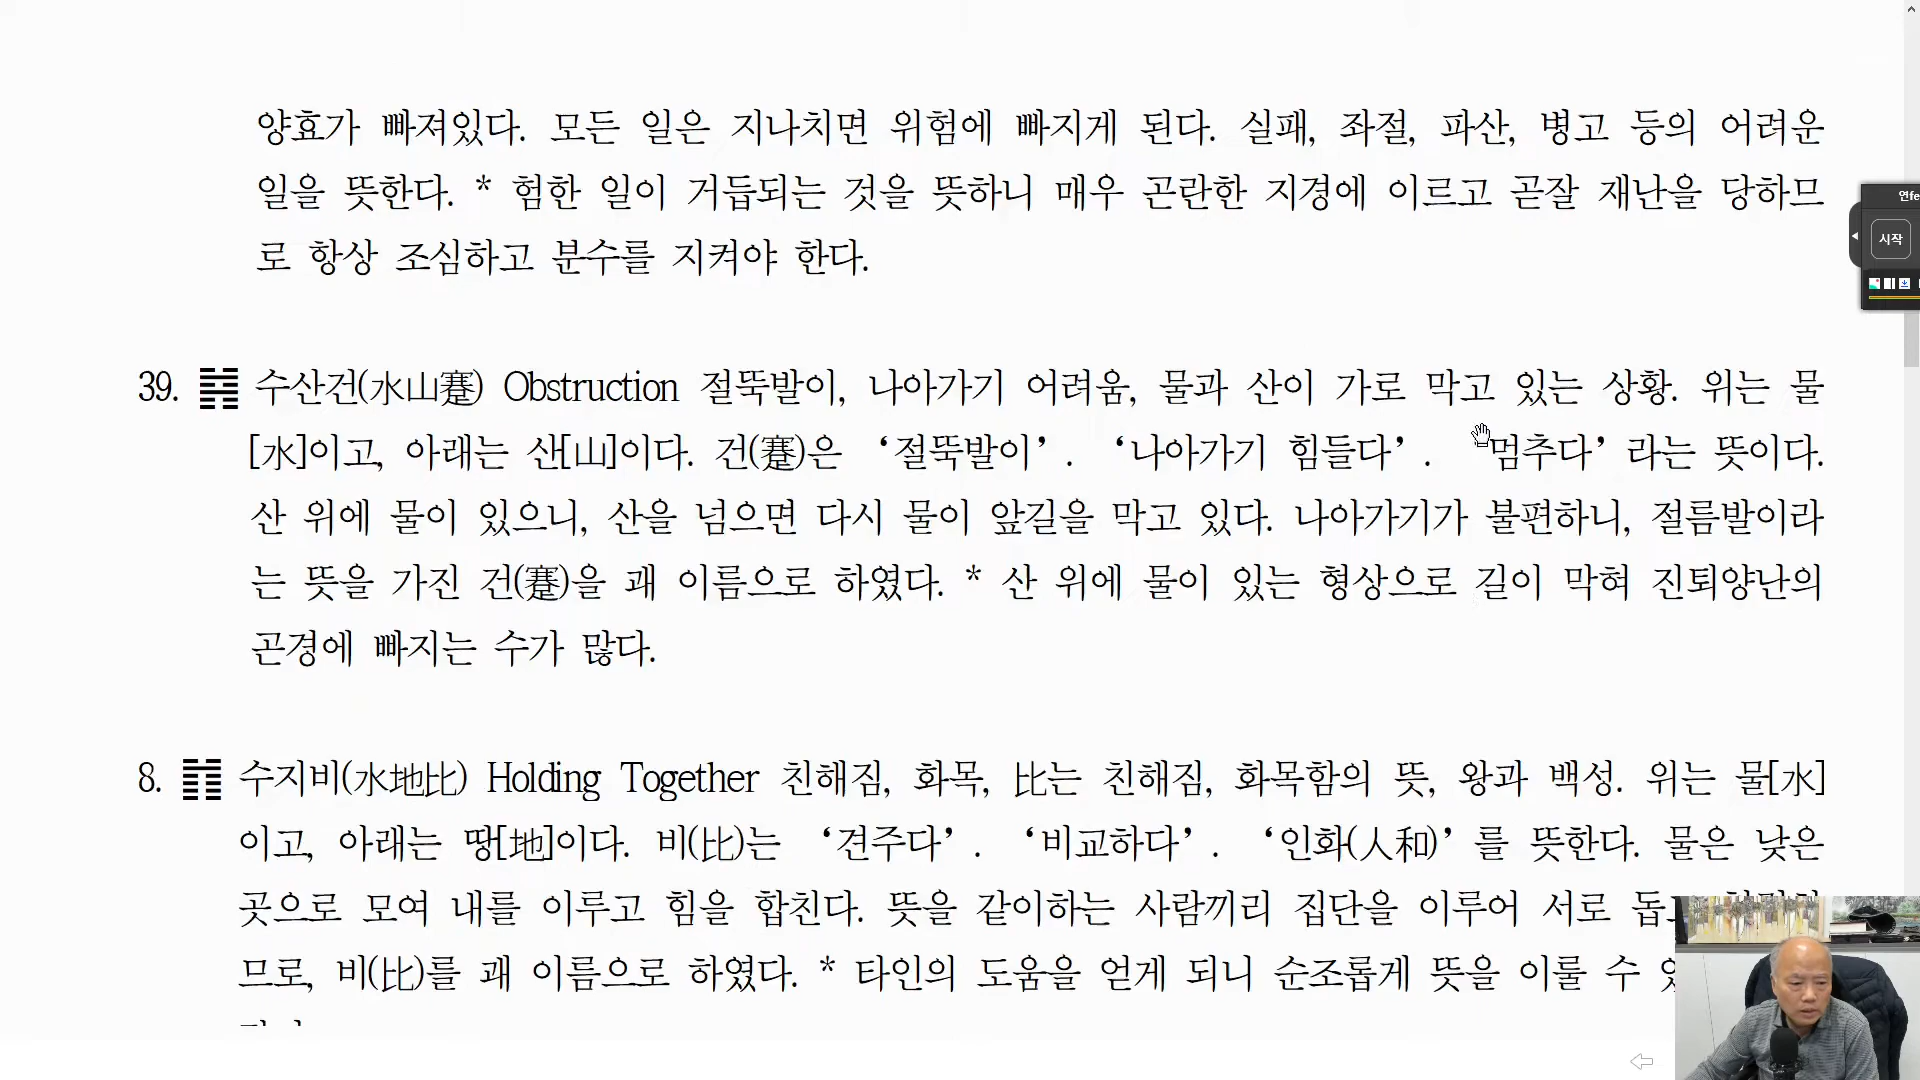 양효가 빠져있다. 모든 일은 지나치면 위험에 빠지게 된다. 실패, 좌절, 파산, 병고 등의 어려운
일을 뜻한다. * 험한 일이 거듭되는 것을 뜻하니 매우 곤란한 지경에 이르고 곧잘 재난을 당하므
로 항상 조심하고 분수를 지켜야 한다.
연fe
시작
39. ䷦ 수산건(水山蹇) Obstruction 절뚝발이, 나아가기 어려움, 물과 산이 가로 막고 있는 상황. 위는 물
[水]이고, 아래는 산[山]이다. 건(蹇)은 ‘절뚝발이’. ‘나아가기 힘들다’. ‘멈추다’라는 뜻이다.
산 위에 물이 있으니, 산을 넘으면 다시 물이 앞길을 막고 있다. 나아가기가 불편하니, 절름발이라
는 뜻을 가진 건(蹇)을 괘 이름으로 하였다. * 산 위에 물이 있는 형상으로 길이 막혀 진퇴양난의
곤경에 빠지는 수가 많다.
8. ䷇ 수지비(水地比) Holding Together 친해짐, 화목, 比는 친해짐, 화목함의 뜻, 왕과 백성. 위는 물[水]
이고, 아래는 땅[地]이다. 비(比)는 ‘견주다’. ‘비교하다’. ‘인화(人和)’를 뜻한다. 물은 낮은
곳으로 모여 내를 이루고 힘을 합친다. 뜻을 같이하는 사람끼리 집단을 이루어 서로
므로, 비(比)를 괘 이름으로 하였다. * 타인의 도움을 얻게 되니 순조롭게 뜻을 이룰 수